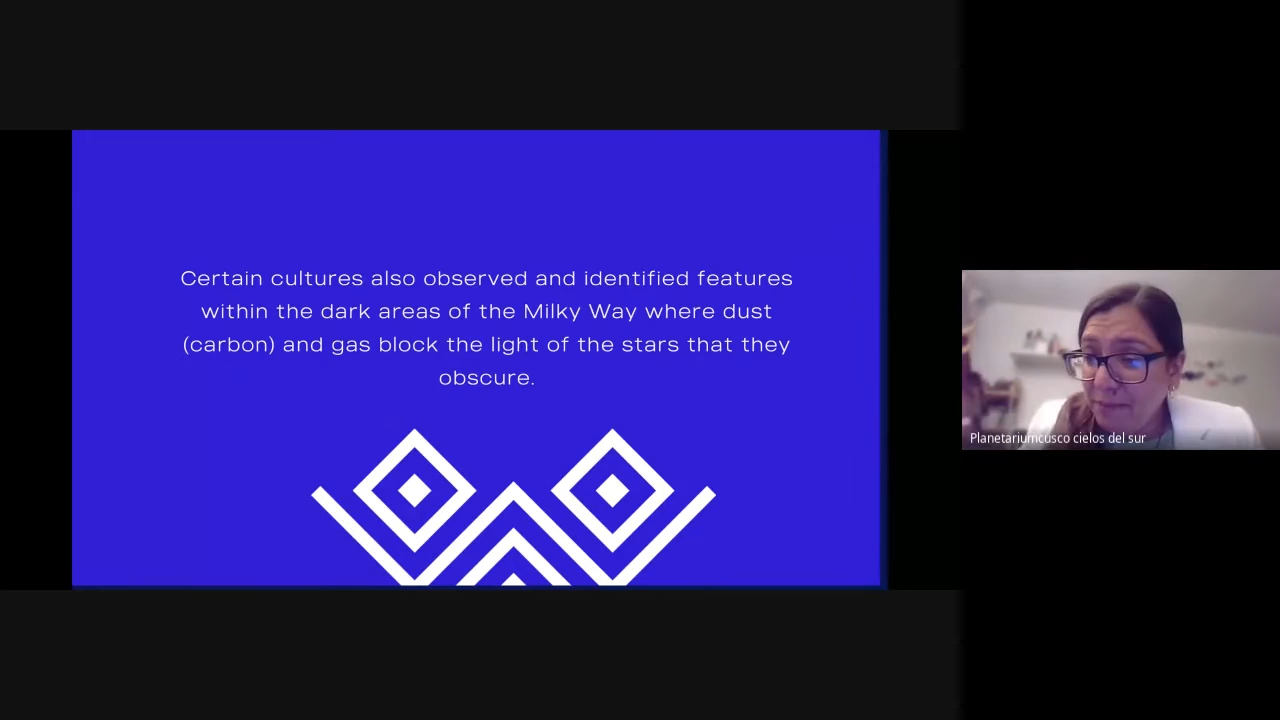 Certain cultures also observed and identified features
within the dark areas of the Milky Way where dust
(carbon) and gas block the light of the stars that they
obscure.
Planetariumcusco cielos del sur